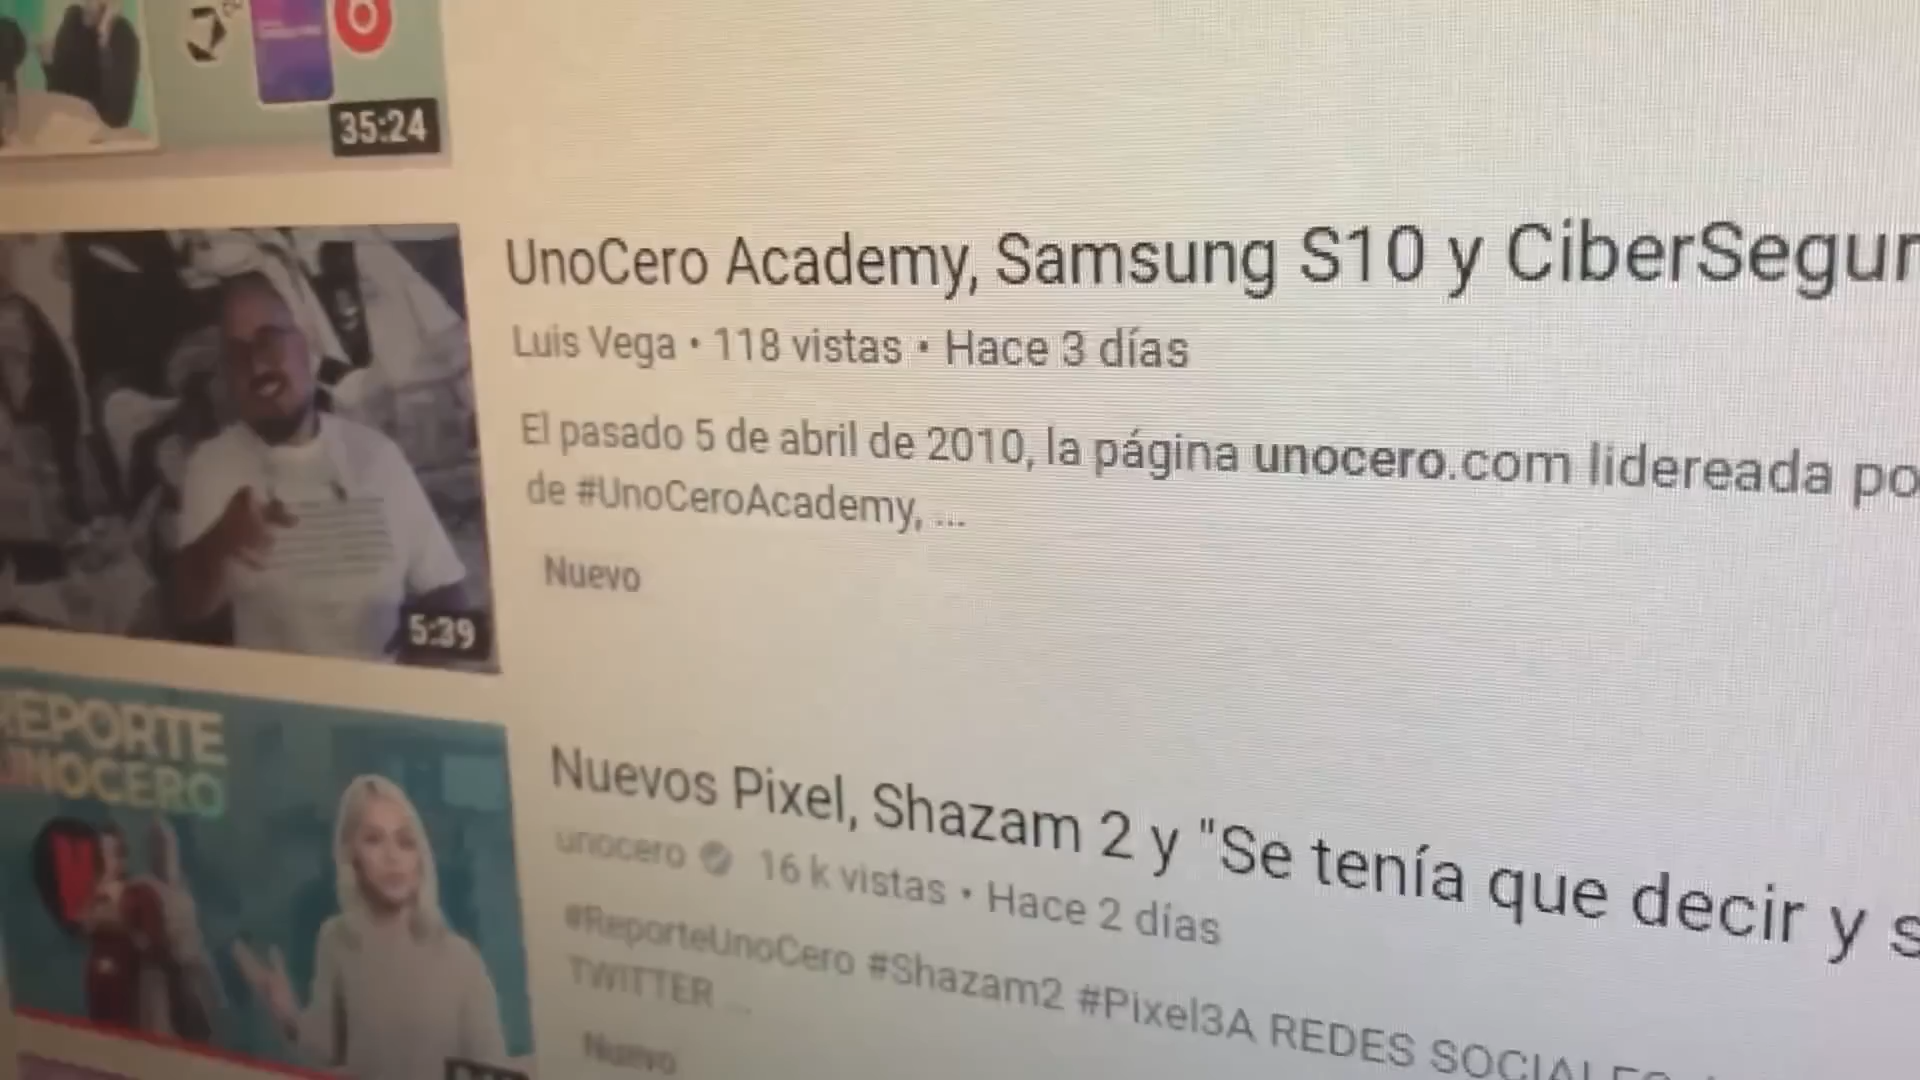 35:24
UnoCero Academy, Samsung S10 y CiberSegur
Luis Vega • 118 vistas • Hace 3 días
El pasado 5 de abril de 2010, la página unocero.com lidereada po
de #UnoCeroAcademy, ...
Nuevo
5:39
REPORTE
UNOCERO
Nuevos Pixel, Shazam 2 y "Se tenía que decir y s
unocero 16 k vistas • Hace 2 días
#ReporteUnoCero #Shazam2 #Pixel3A REDES SOCIALES
TWITTER ...
Nuevo